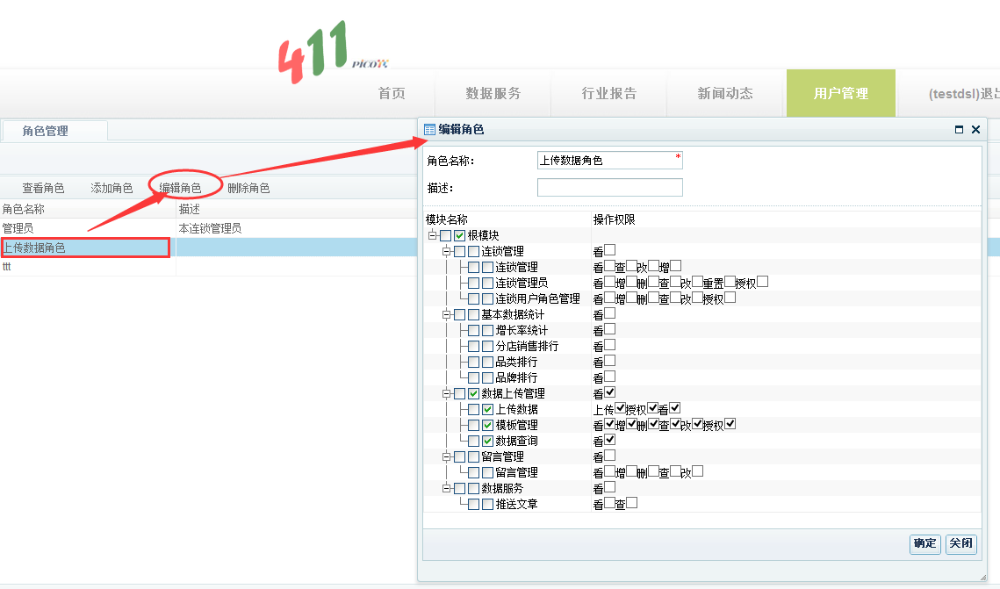 411
PiCO
首页 数据服务 行业报告 新闻动态 用户管理 (testdsl)退出
角色管理
查看角色 添加角色 编辑角色 删除角色
角色名称 描述
管理员 本连锁管理员
上传数据角色
ttt
编辑角色
角色名称： 上传数据角色 *
描述：
模块名称 操作权限
根模块
连锁管理 看
连锁管理 看 查 改 增
连锁管理员 看 增 删 查 改 重置 授权
连锁用户角色管理 看 增 删 查 改 授权
基本数据统计 看
增长率统计 看
分店销售排行 看
品类排行 看
品牌排行 看
数据上传管理 看
上传数据 上传 授权 看
模板管理 看 增 删 查 改 授权
数据查询 看
留言管理 看
留言管理 看 增 删 查 改
数据服务 看
推送文章 看 查
确定 关闭